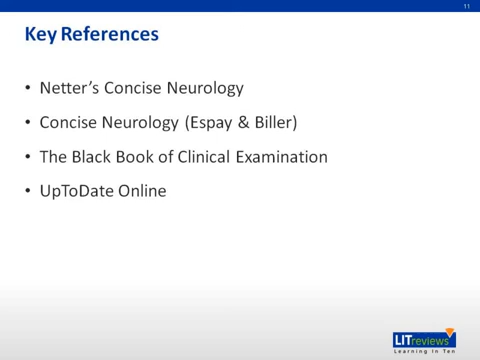 11
Key References
• Netter's Concise Neurology
• Concise Neurology (Espay & Biller)
• The Black Book of Clinical Examination
• UpToDate Online
LITreviews
Learning In Ten